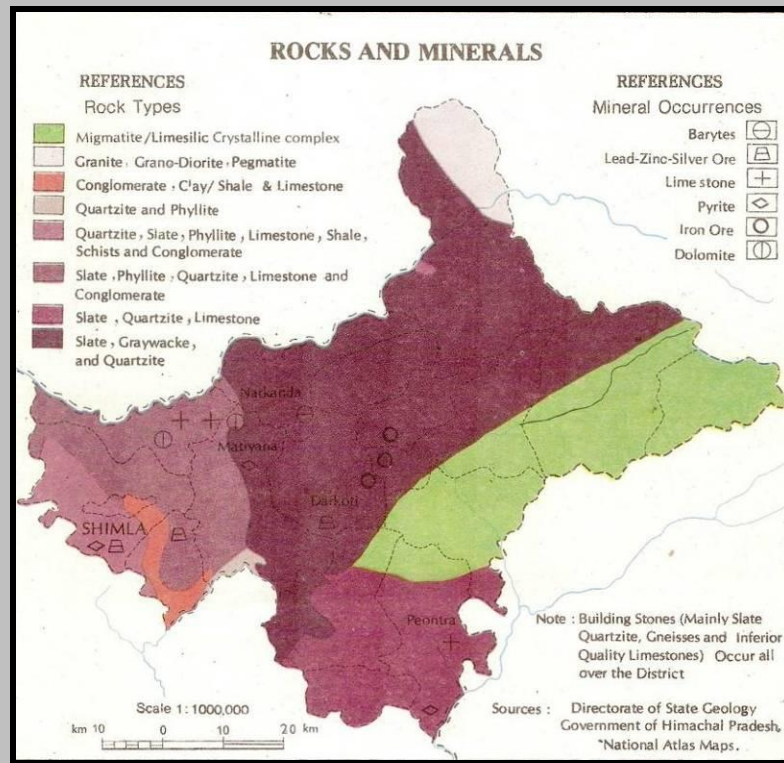 ROCKS AND MINERALS
REFERENCES
Rock Types
Migmatite/Limesilic Crystalline complex
Granite, Grano-Diorite, Pegmatite
Conglomerate, Clay/ Shale & Limestone
Quartzite and Phyllite
Quartzite, Slate, Phyllite, Limestone, Shale,
Schists and Conglomerate
Slate, Phyllite, Quartzite, Limestone and
Conglomerate
Slate, Quartzite, Limestone
Slate, Graywacke,
and Quartzite
REFERENCES
Mineral Occurrences
Barytes
Lead-Zinc-Silver Ore
Lime stone
Pyrite
Iron Ore
Dolomite
Narkanda
Matiyana
Darkoti
SHIMLA
Peontra
Note : Building Stones (Mainly Slate
Quartzite, Gneisses and Inferior
Quality Limestones) Occur all
over the District
Scale 1:1000,000
km 10 0 20 km
Sources : Directorate of State Geology
Government of Himachal Pradesh,
*National Atlas Maps.